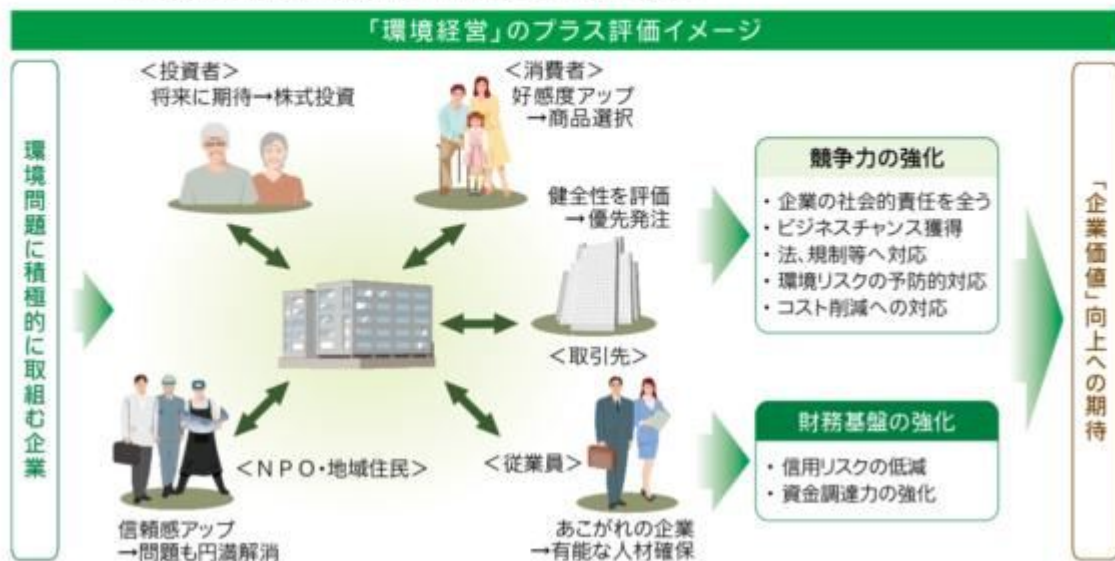 「環境経営」のプラス評価イメージ
環境問題に積極的に取組む企業
＜投資者＞
将来に期待→株式投資
＜消費者＞
好感度アップ
→商品選択
健全性を評価
→優先発注
＜取引先＞
＜NPO・地域住民＞
信頼感アップ
→問題も円満解消
＜従業員＞
あこがれの企業
→有能な人材確保
競争力の強化
・企業の社会的責任を全う
・ビジネスチャンス獲得
・法、規制等へ対応
・環境リスクの予防的対応
・コスト削減への対応
財務基盤の強化
・信用リスクの低減
・資金調達力の強化
「企業価値」向上への期待